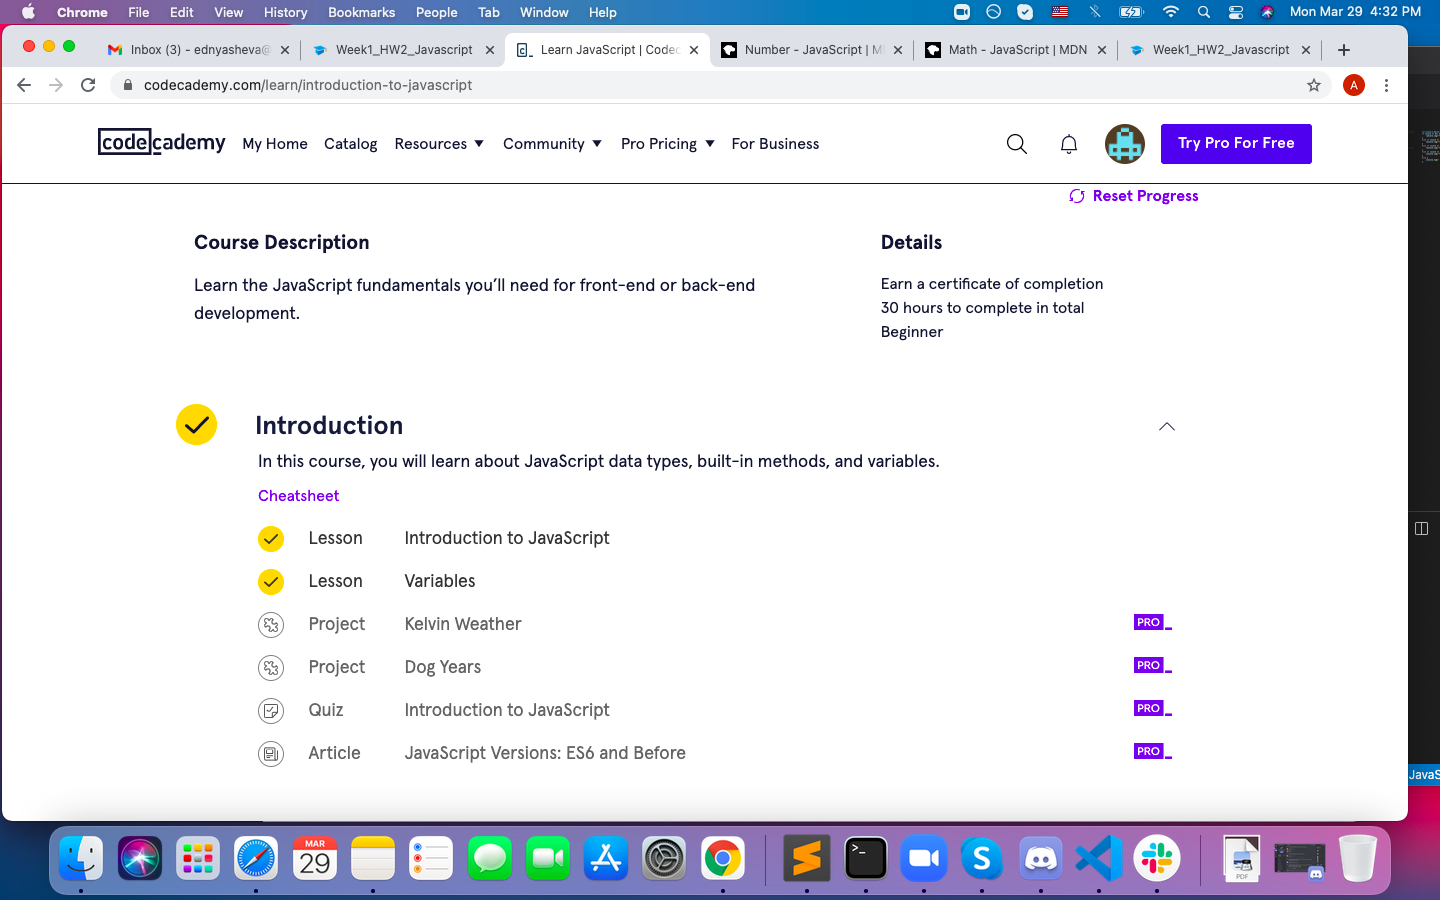 Chrome File Edit View History Bookmarks People Tab Window Help Mon Mar 29 4:32 PM
Inbox (3) - ednyasheva@ Week1_HW2_Javascript Learn JavaScript | Codec Number - JavaScript | M Math - JavaScript | MDN Week1_HW2_Javascript
codecademy.com/learn/introduction-to-javascript A
codecademy My Home Catalog Resources Community Pro Pricing For Business Try Pro For Free
Reset Progress
Course Description
Learn the JavaScript fundamentals you’ll need for front-end or back-end
development.
Details
Earn a certificate of completion
30 hours to complete in total
Beginner
Introduction
In this course, you will learn about JavaScript data types, built-in methods, and variables.
Cheatsheet
Lesson Introduction to JavaScript
Lesson Variables
Project Kelvin Weather PRO
Project Dog Years PRO
Quiz Introduction to JavaScript PRO
Article JavaScript Versions: ES6 and Before PRO
JavaS
MAR
29
S
PDF